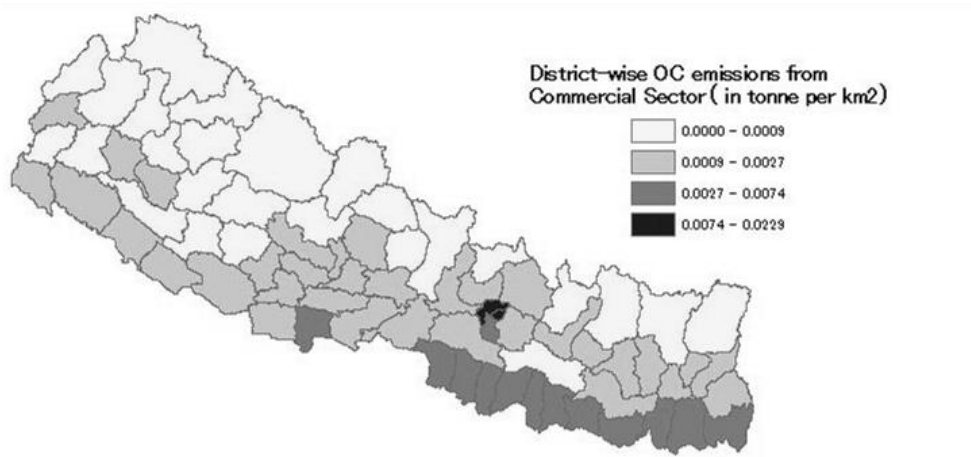 District-wise OC emissions from
Commercial Sector ( in tonne per km2)
0.0000 - 0.0009
0.0009 - 0.0027
0.0027 - 0.0074
0.0074 - 0.0229